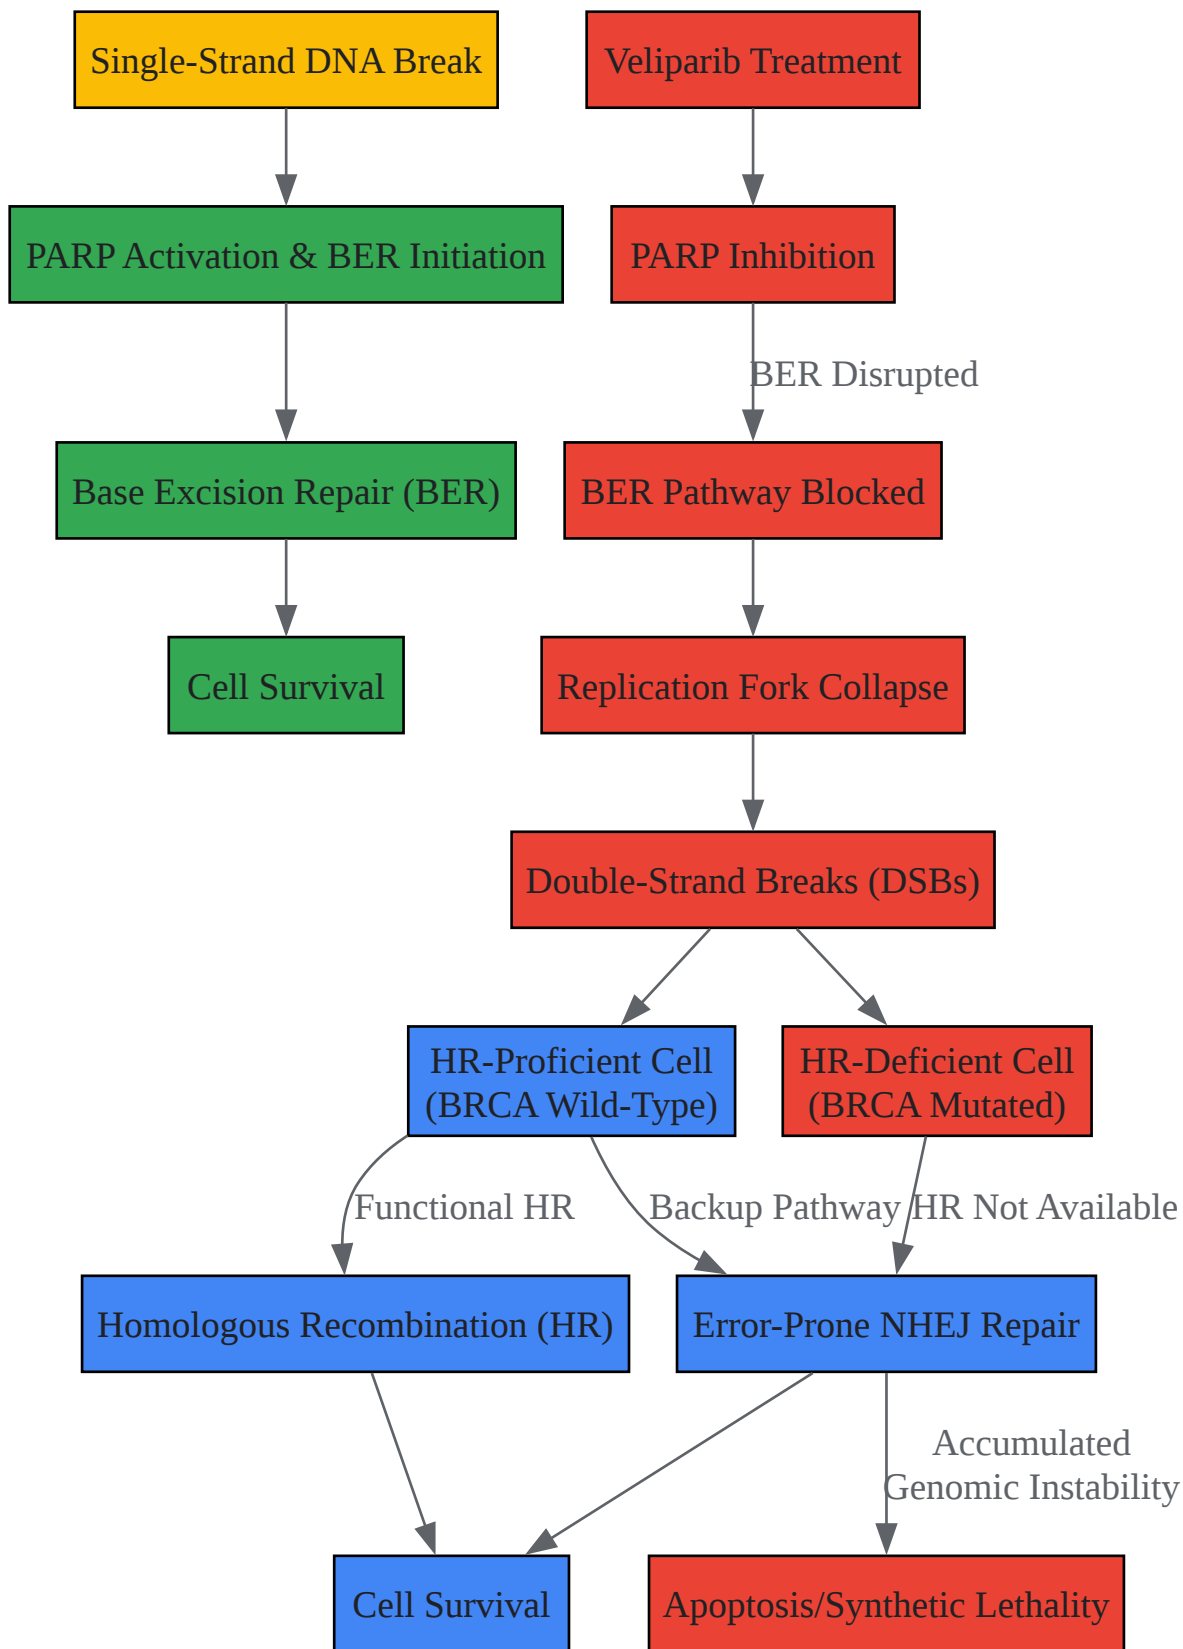 Single-Strand DNA Break
Veliparib Treatment
PARP Activation & BER Initiation
PARP Inhibition
BER Disrupted
Base Excision Repair (BER)
BER Pathway Blocked
Cell Survival
Replication Fork Collapse
Double-Strand Breaks (DSBs)
HR-Proficient Cell
(BRCA Wild-Type)
HR-Deficient Cell
(BRCA Mutated)
Functional HR
Backup Pathway
HR Not Available
Homologous Recombination (HR)
Error-Prone NHEJ Repair
Accumulated
Genomic Instability
Cell Survival
Apoptosis/Synthetic Lethality